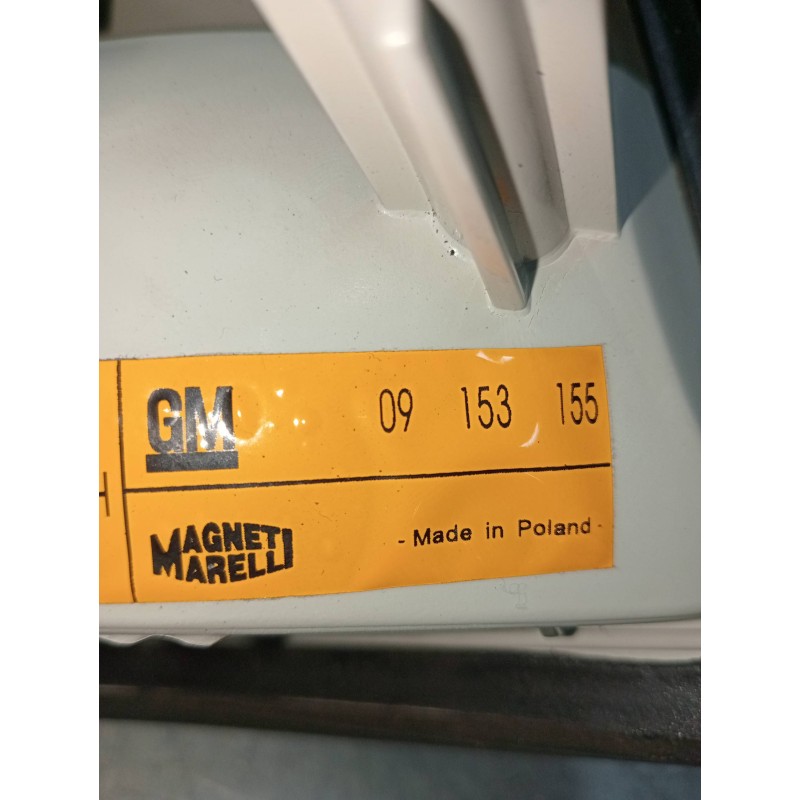 GM 09 153 155
MAGNETI MARELLI - Made in Poland -